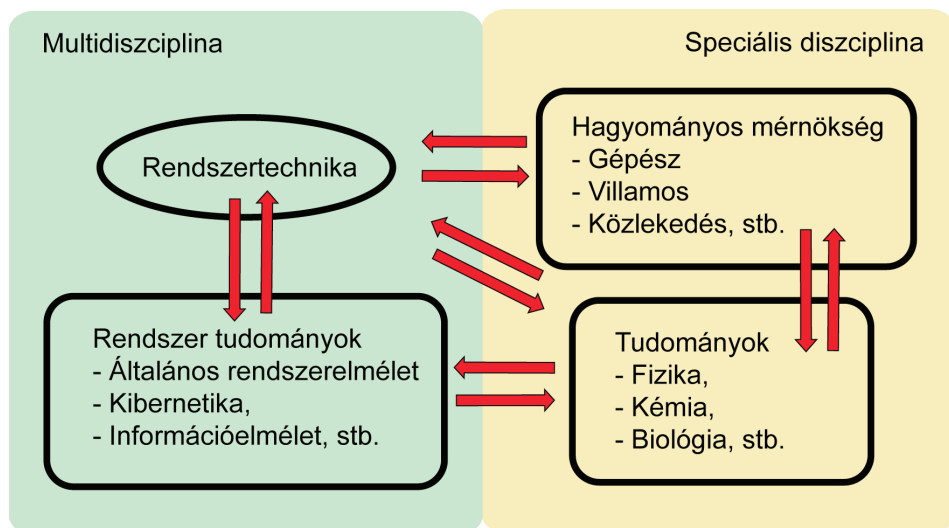 Multidiszciplina
Speciális diszciplina
Rendszertechnika
Hagyományos mérnökség
- Gépész
- Villamos
- Közlekedés, stb.
Rendszer tudományok
- Általános rendszerelmélet
- Kibernetika,
- Információelmélet, stb.
Tudományok
- Fizika,
- Kémia,
- Biológia, stb.